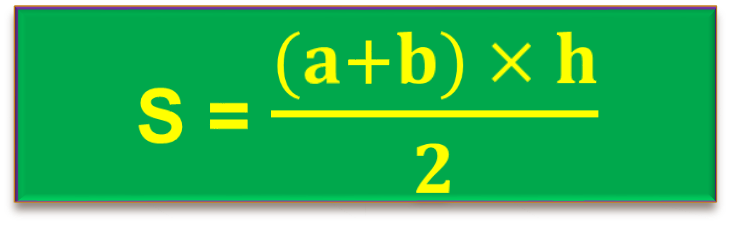 S = (a+b) × h / 2